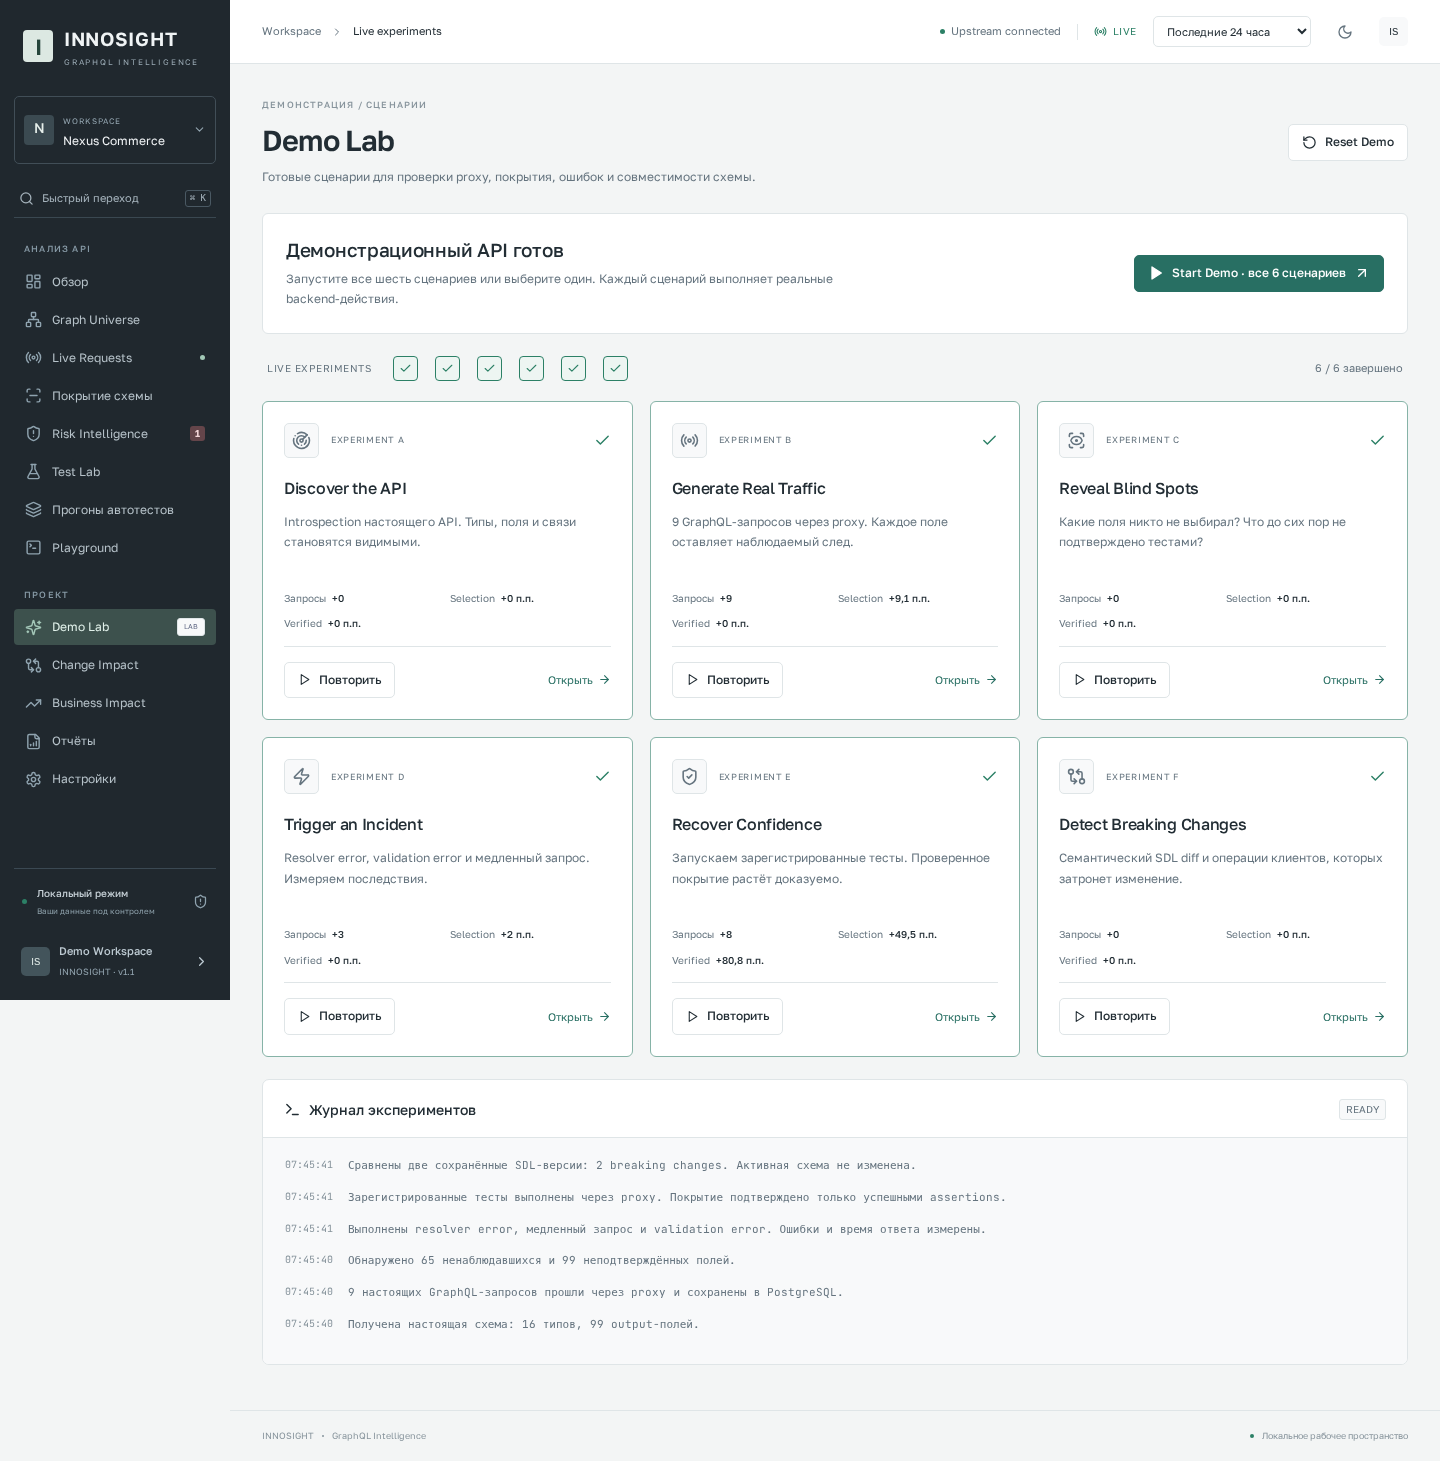 INNOSIGHT
GRAPHQL INTELLIGENCE
N
WORKSPACE
Nexus Commerce
Быстрый переход
⌘ K
АНАЛИЗ API
Обзор
Graph Universe
Live Requests
Покрытие схемы
Risk Intelligence 1
Test Lab
Прогоны автотестов
Playground
ПРОЕКТ
Demo Lab LAB
Change Impact
Business Impact
Отчёты
Настройки
Локальный режим
Ваши данные под контролем
IS
Demo Workspace
INNOSIGHT · v1.1
Workspace > Live experiments
Upstream connected
LIVE
Последние 24 часа
IS
ДЕМОНСТРАЦИЯ / СЦЕНАРИИ
Demo Lab
Готовые сценарии для проверки proxy, покрытия, ошибок и совместимости схемы.
Reset Demo
Демонстрационный API готов
Запустите все шесть сценариев или выберите один. Каждый сценарий выполняет реальные
backend-действия.
Start Demo · все 6 сценариев
LIVE EXPERIMENTS
6 / 6 завершено
EXPERIMENT A
Discover the API
Introspection настоящего API. Типы, поля и связи
становятся видимыми.
Запросы +0 Selection +0 п.п.
Verified +0 п.п.
Повторить Открыть →
EXPERIMENT B
Generate Real Traffic
9 GraphQL-запросов через proxy. Каждое поле
оставляет наблюдаемый след.
Запросы +9 Selection +9,1 п.п.
Verified +0 п.п.
Повторить Открыть →
EXPERIMENT C
Reveal Blind Spots
Какие поля никто не выбирал? Что до сих пор не
подтверждено тестами?
Запросы +0 Selection +0 п.п.
Verified +0 п.п.
Повторить Открыть →
EXPERIMENT D
Trigger an Incident
Resolver error, validation error и медленный запрос.
Измеряем последствия.
Запросы +3 Selection +2 п.п.
Verified +0 п.п.
Повторить Открыть →
EXPERIMENT E
Recover Confidence
Запускаем зарегистрированные тесты. Проверенное
покрытие растёт доказуемо.
Запросы +8 Selection +49,5 п.п.
Verified +80,8 п.п.
Повторить Открыть →
EXPERIMENT F
Detect Breaking Changes
Семантический SDL diff и операции клиентов, которых
затронет изменение.
Запросы +0 Selection +0 п.п.
Verified +0 п.п.
Повторить Открыть →
Журнал экспериментов
READY
07:45:41 Сравнены две сохранённые SDL-версии: 2 breaking changes. Активная схема не изменена.
07:45:41 Зарегистрированные тесты выполнены через proxy. Покрытие подтверждено только успешными assertions.
07:45:41 Выполнены resolver error, медленный запрос и validation error. Ошибки и время ответа измерены.
07:45:40 Обнаружено 65 ненаблюдавшихся и 99 неподтверждённых полей.
07:45:40 9 настоящих GraphQL-запросов прошли через proxy и сохранены в PostgreSQL.
07:45:40 Получена настоящая схема: 16 типов, 99 output-полей.
INNOSIGHT • GraphQL Intelligence
Локальное рабочее пространство